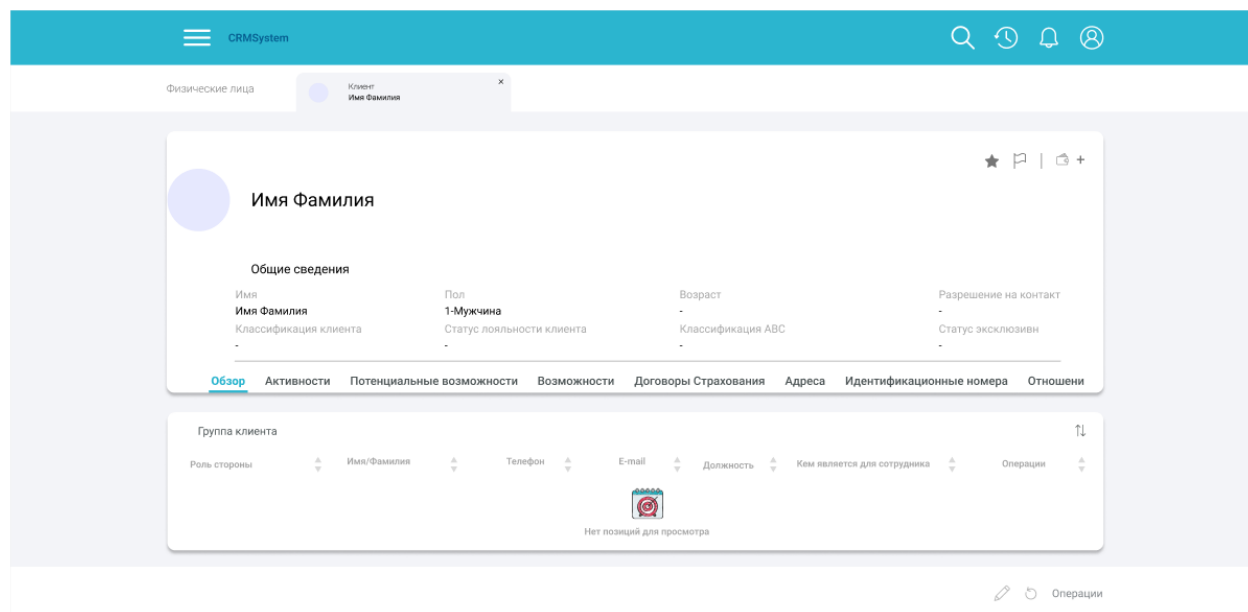 CRMSystem
Физические лица
Клиент
Имя Фамилия
×
Имя Фамилия
Общие сведения
Имя Пол Возраст Разрешение на контакт
Имя Фамилия 1-Мужчина - -
Классификация клиента Статус лояльности клиента Классификация АВС Статус эксклюзивн
- - - -
Обзор Активности Потенциальные возможности Возможности Договоры Страхования Адреса Идентификационные номера Отношени
Группа клиента
Роль стороны Имя/Фамилия Телефон E-mail Должность Кем является для сотрудника Операции
Нет позиций для просмотра
Операции